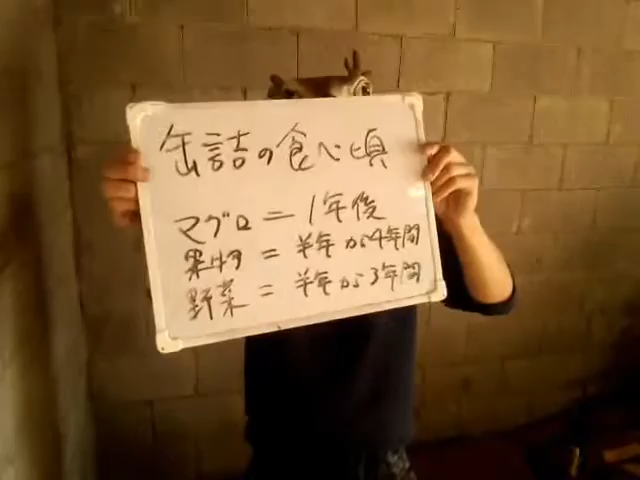 缶詰の食べ頃
マグロ＝1年後
果物＝半年から4年間
野菜＝半年から3年間